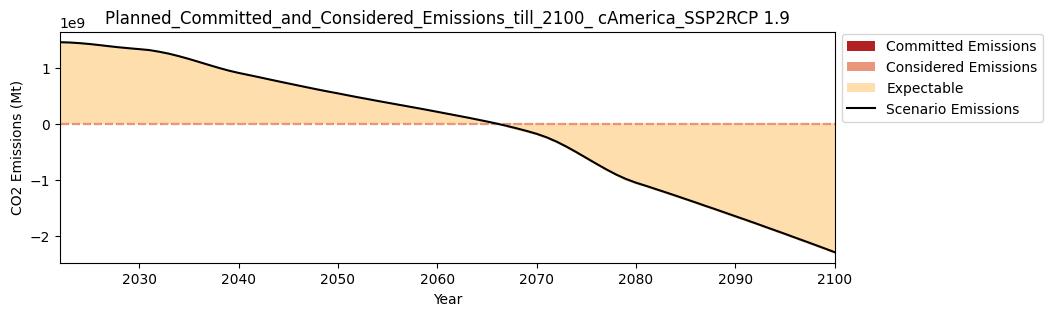 Planned_Committed_and_Considered_Emissions_till_2100_ cAmerica_SSP2RCP 1.9
1e9
1
0
−1
−2
CO2 Emissions (Mt)
2030 2040 2050 2060 2070 2080 2090 2100
Year
Committed Emissions
Considered Emissions
Expectable
Scenario Emissions